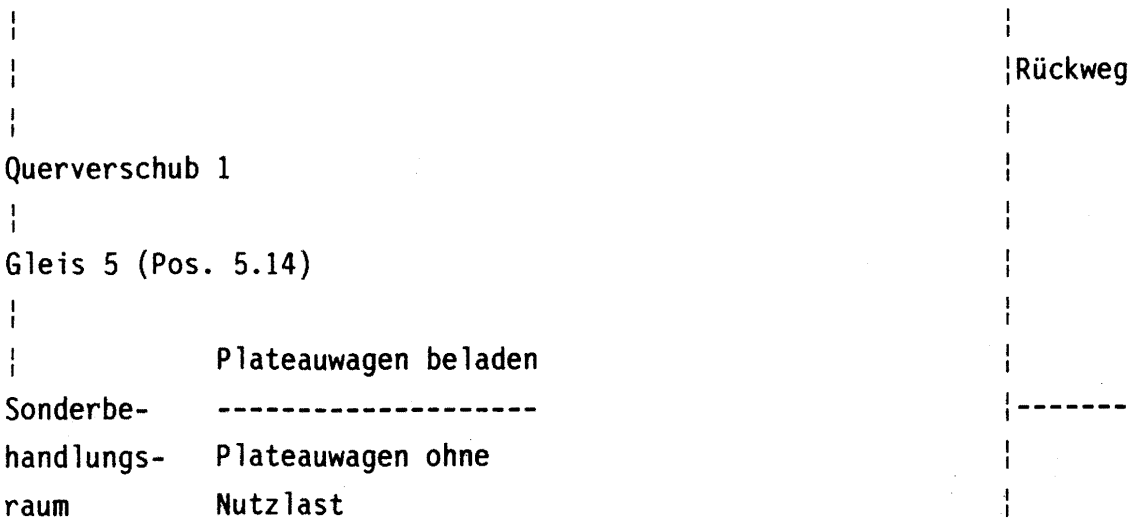 Rückweg
Querverschub 1
Gleis 5 (Pos. 5.14)
Plateauwagen beladen
Sonderbe- --------------------
handlungs- Plateauwagen ohne
raum Nutzlast